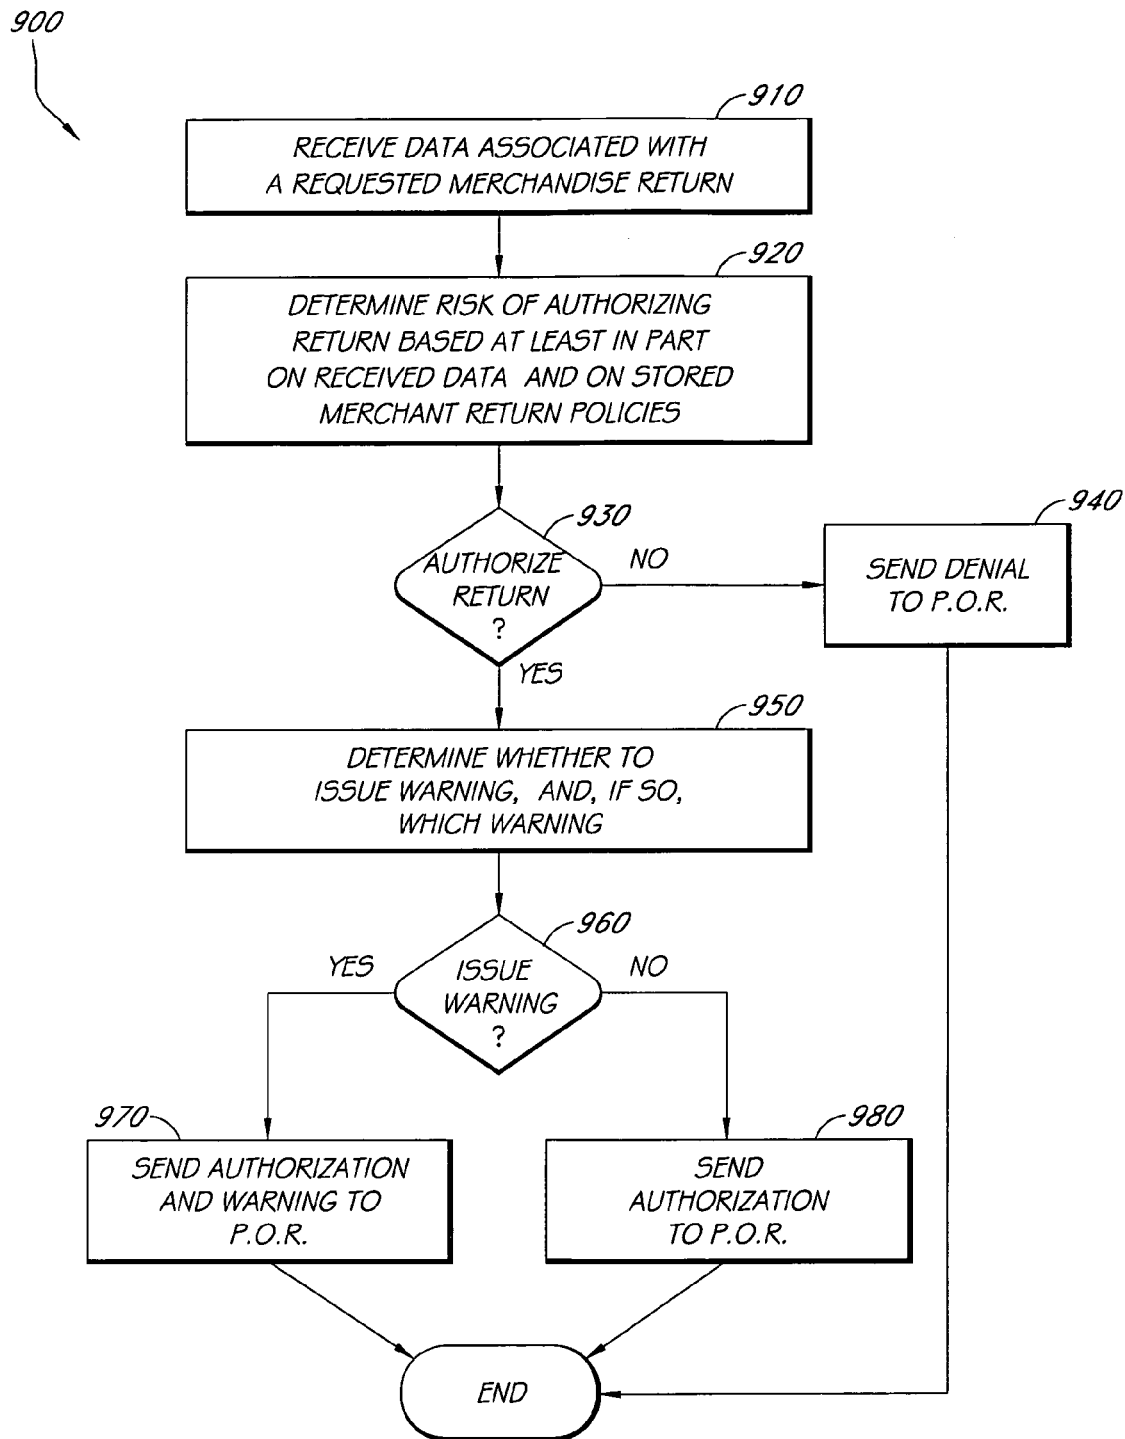 900
910
RECEIVE DATA ASSOCIATED WITH
A REQUESTED MERCHANDISE RETURN
920
DETERMINE RISK OF AUTHORIZING
RETURN BASED AT LEAST IN PART
ON RECEIVED DATA AND ON STORED
MERCHANT RETURN POLICIES
930
AUTHORIZE
RETURN
?
NO
YES
940
SEND DENIAL
TO P.O.R.
950
DETERMINE WHETHER TO
ISSUE WARNING, AND, IF SO,
WHICH WARNING
960
ISSUE
WARNING
?
YES
NO
970
SEND AUTHORIZATION
AND WARNING TO
P.O.R.
980
SEND
AUTHORIZATION
TO P.O.R.
END